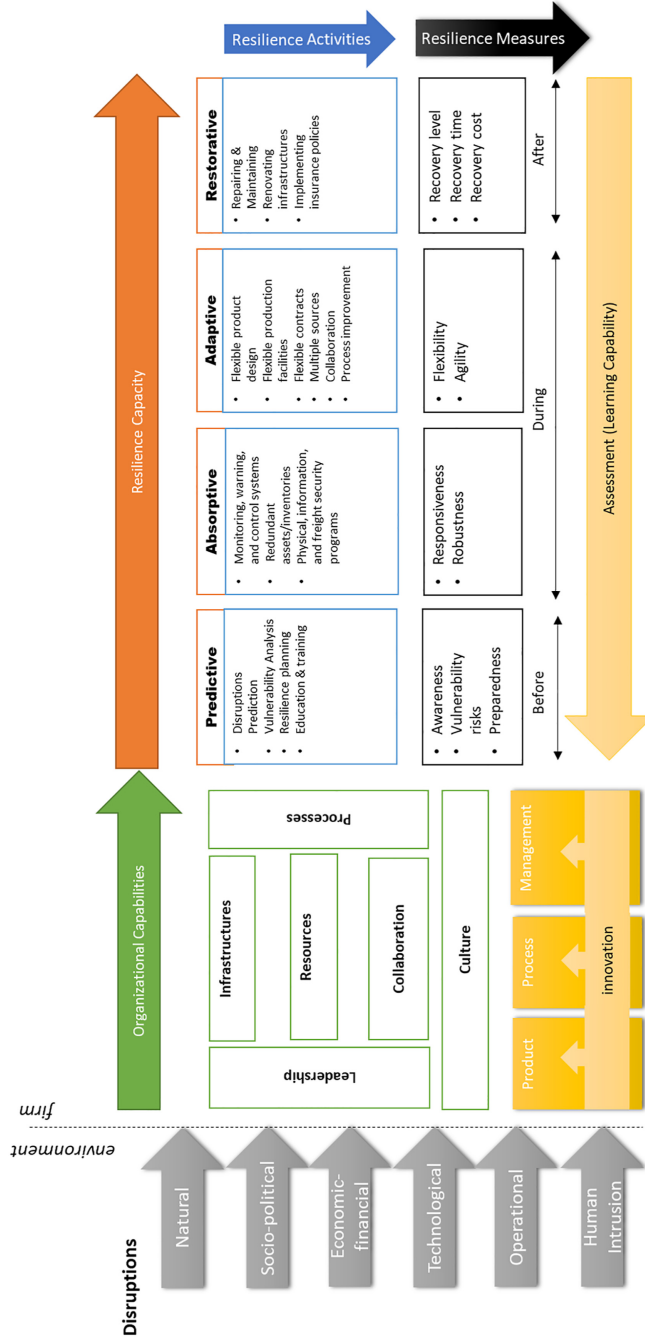 Disruptions
environment
firm
Natural
Socio-political
Economic-
financial
Technological
Operational
Human
Intrusion
Organizational Capabilities
Leadership
Infrastructures
Resources
Collaboration
Processes
Culture
Product
Process
Management
innovation
Resilience Capacity
Predictive
• Disruptions
Prediction
• Vulnerability Analysis
• Resilience planning
• Education & training
Absorptive
• Monitoring, warning,
and control systems
• Redundant
assets/inventories
• Physical, information,
and freight security
programs
Adaptive
• Flexible product
design
• Flexible production
facilities
• Flexible contracts
• Multiple sources
• Collaboration
• Process improvement
Restorative
• Repairing &
Maintaining
• Renovating
infrastructures
• Implementing
insurance policies
Resilience Activities
• Awareness
• Vulnerability
risks
• Preparedness
• Responsiveness
• Robustness
• Flexibility
• Agility
• Recovery level
• Recovery time
• Recovery cost
Resilience Measures
Before
During
After
Assessment (Learning Capability)